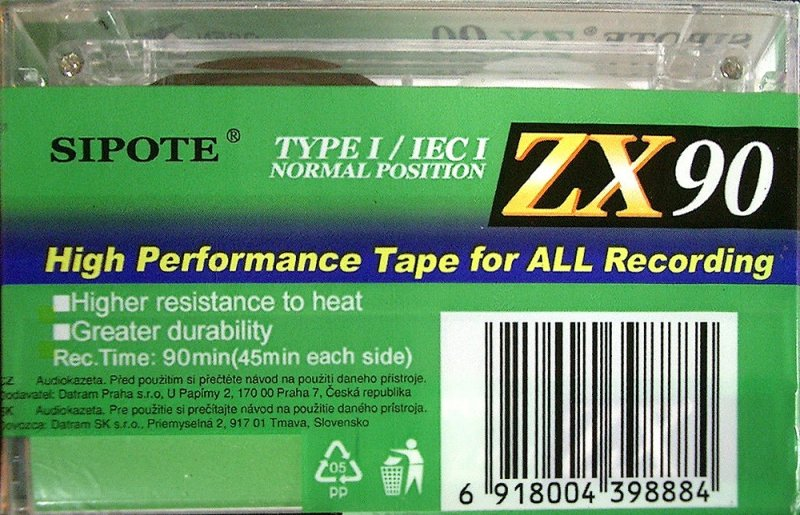 SIPOTE®
TYPE I / IEC I
NORMAL POSITION
ZX 90
High Performance Tape for ALL Recording
Higher resistance to heat
Greater durability
Rec.Time: 90min(45min each side)
CZ Audiokazeta. Před použitím si přečtěte návod na použití daneho přístroje.
Dodavatel: Datram Praha s.r.o, U Papírny 2, 170 00 Praha 7, Česká republika
SK Audiokazeta. Pre použitie si prečítajte návod na použitie daného prístroja.
Dovozca: Datram SK s.r.o., Priemyselná 2, 917 01 Trnava, Slovensko
05
PP
6 918004 398884